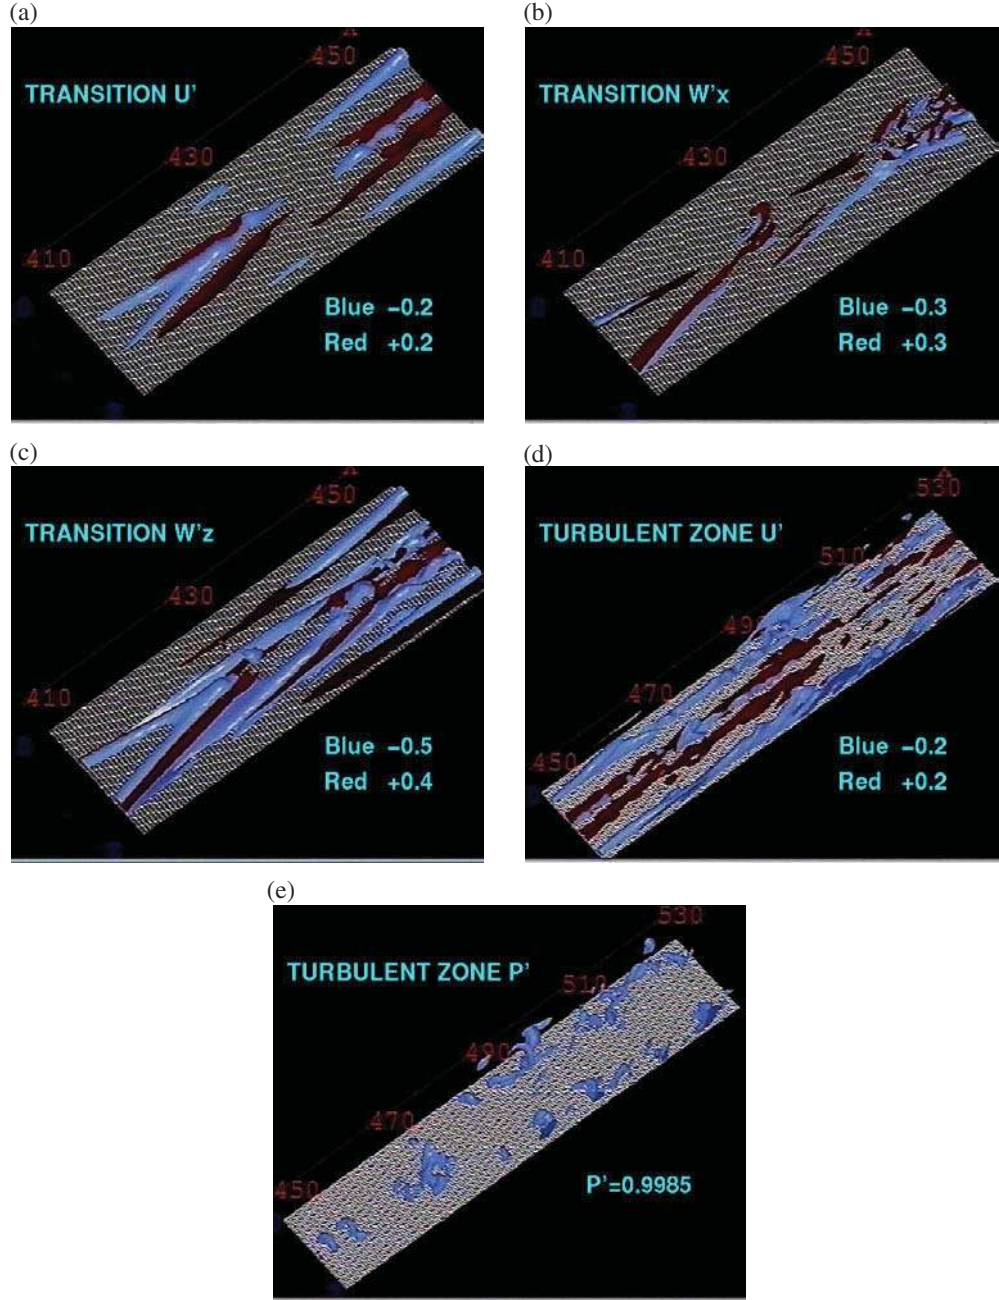 (a)
TRANSITION U'
450
430
410
Blue −0.2
Red +0.2
(b)
TRANSITION W'x
450
430
410
Blue −0.3
Red +0.3
(c)
TRANSITION W'z
450
430
410
Blue −0.5
Red +0.4
(d)
530
TURBULENT ZONE U'
510
490
470
450
Blue −0.2
Red +0.2
(e)
530
TURBULENT ZONE P'
510
490
470
450
P'=0.9985